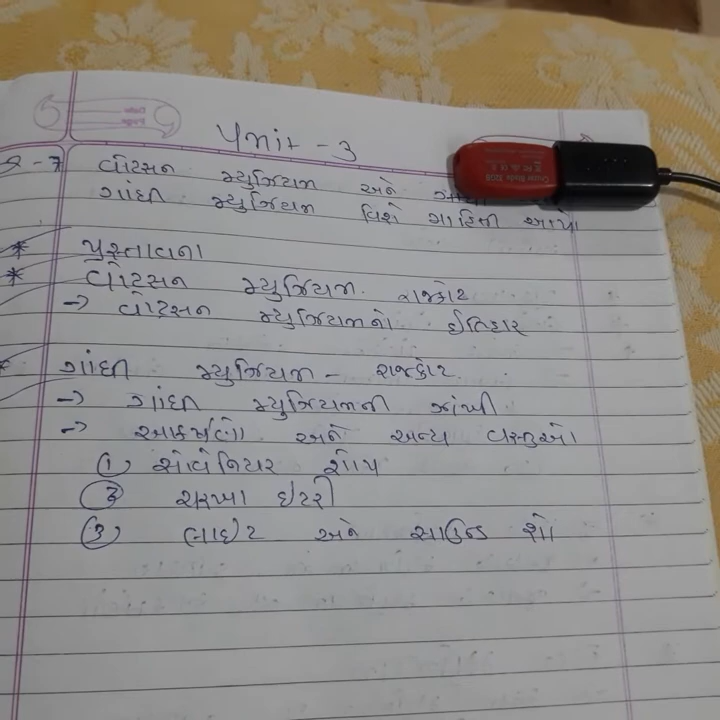 Unit - 3
પ્ર-7 વોટસન મ્યુઝિયમ અને ગાંધી
ગાંધી મ્યુઝિયમ વિશે માહિતી આપો
* પ્રસ્તાવના
* વોટસન મ્યુઝિયમ. રાજકોટ
→ વોટસન મ્યુઝિયમનો ઈતિહાસ
* ગાંધી મ્યુઝિયમ - રાજકોટ.
→ ગાંધી મ્યુઝિયમની ઝાંખી
→ આકર્ષણો અને અન્ય વસ્તુઓ
① સોવેનિયર શોપ
② ચરખા ઈટરી
③ લાઈટ અને સાઉન્ડ શો